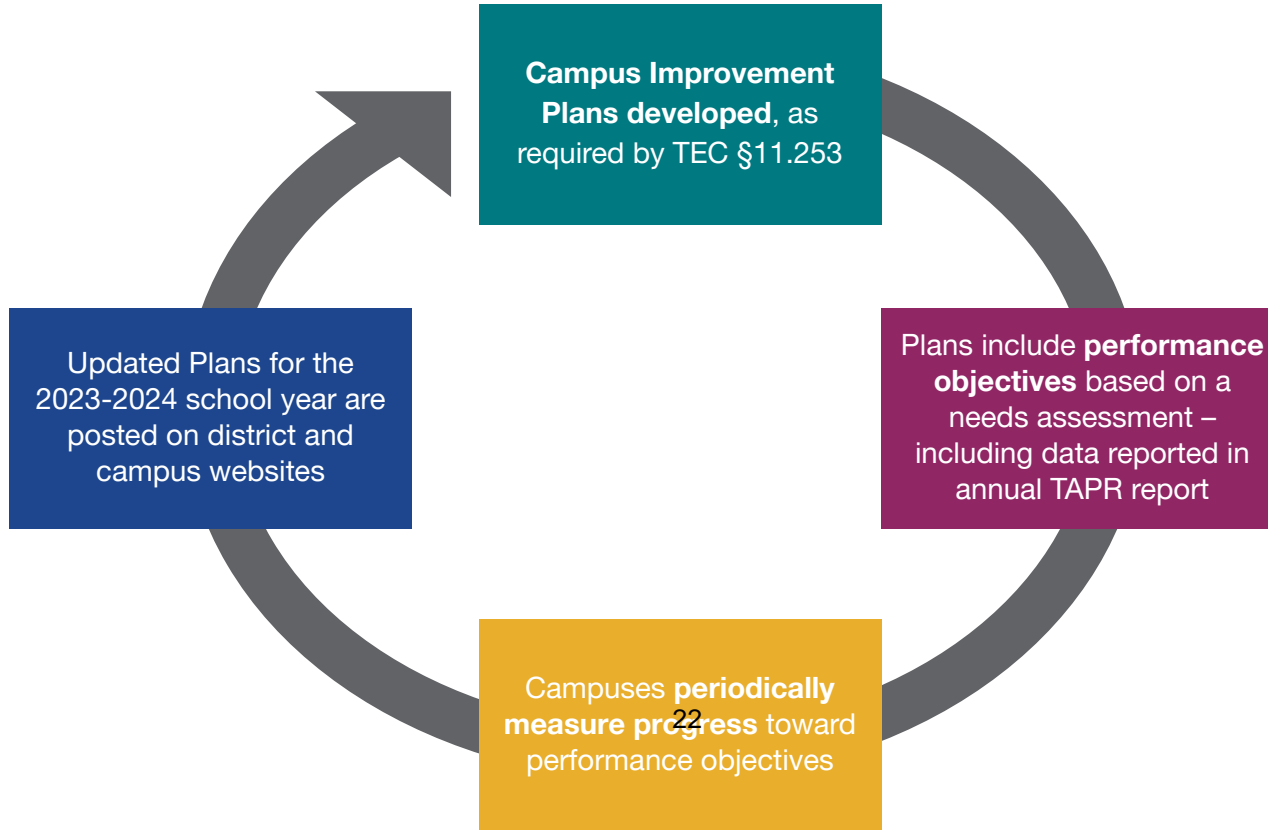 Campus Improvement
Plans developed, as
required by TEC §11.253
Plans include performance
objectives based on a
needs assessment –
including data reported in
annual TAPR report
Campuses periodically
measure progress toward
performance objectives
22
Updated Plans for the
2023-2024 school year are
posted on district and
campus websites